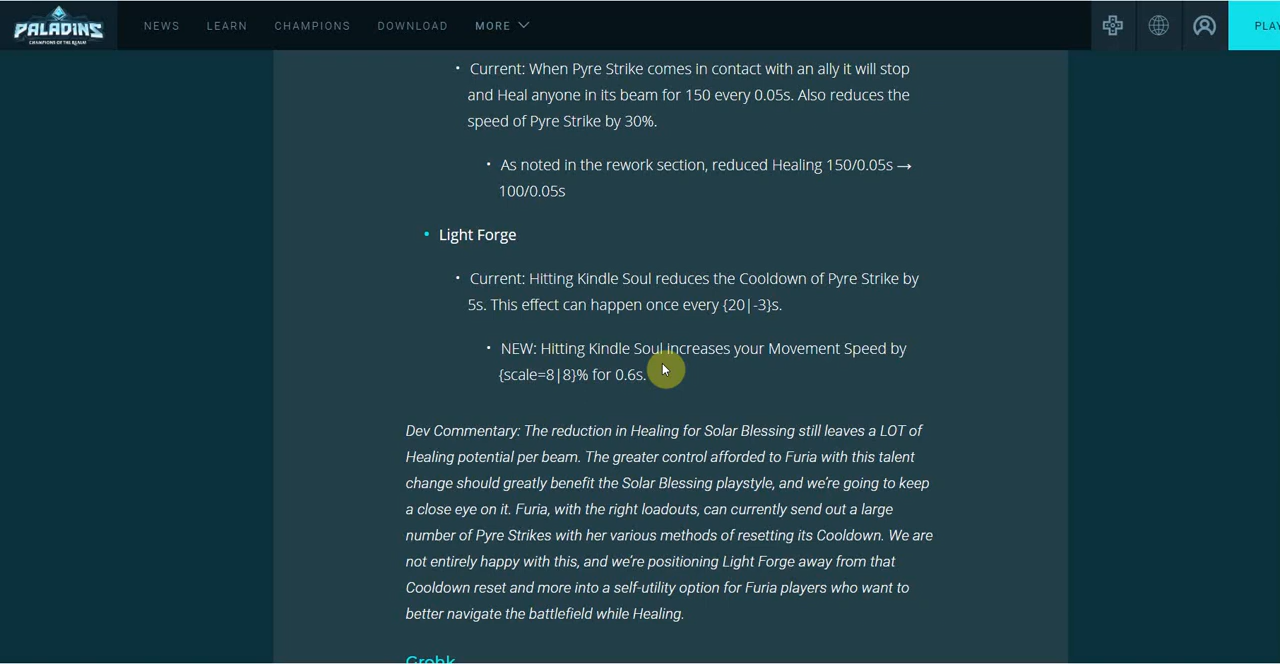 PALADINS
CHAMPIONS OF THE REALM
NEWS
LEARN
CHAMPIONS
DOWNLOAD
MORE
PLAY
• Current: When Pyre Strike comes in contact with an ally it will stop
and Heal anyone in its beam for 150 every 0.05s. Also reduces the
speed of Pyre Strike by 30%.
• As noted in the rework section, reduced Healing 150/0.05s →
100/0.05s
• Light Forge
• Current: Hitting Kindle Soul reduces the Cooldown of Pyre Strike by
5s. This effect can happen once every {20|-3}s.
• NEW: Hitting Kindle Soul increases your Movement Speed by
{scale=8|8}% for 0.6s.
Dev Commentary: The reduction in Healing for Solar Blessing still leaves a LOT of
Healing potential per beam. The greater control afforded to Furia with this talent
change should greatly benefit the Solar Blessing playstyle, and we're going to keep
a close eye on it. Furia, with the right loadouts, can currently send out a large
number of Pyre Strikes with her various methods of resetting its Cooldown. We are
not entirely happy with this, and we're positioning Light Forge away from that
Cooldown reset and more into a self-utility option for Furia players who want to
better navigate the battlefield while Healing.
Grohk